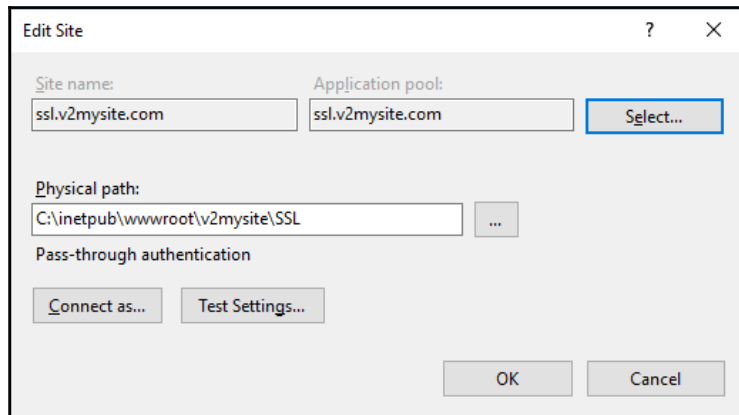 Edit Site ? ×
Site name: Application pool:
ssl.v2mysite.com ssl.v2mysite.com Select...
Physical path:
C:\inetpub\wwwroot\v2mysite\SSL ...
Pass-through authentication
Connect as... Test Settings...
OK Cancel